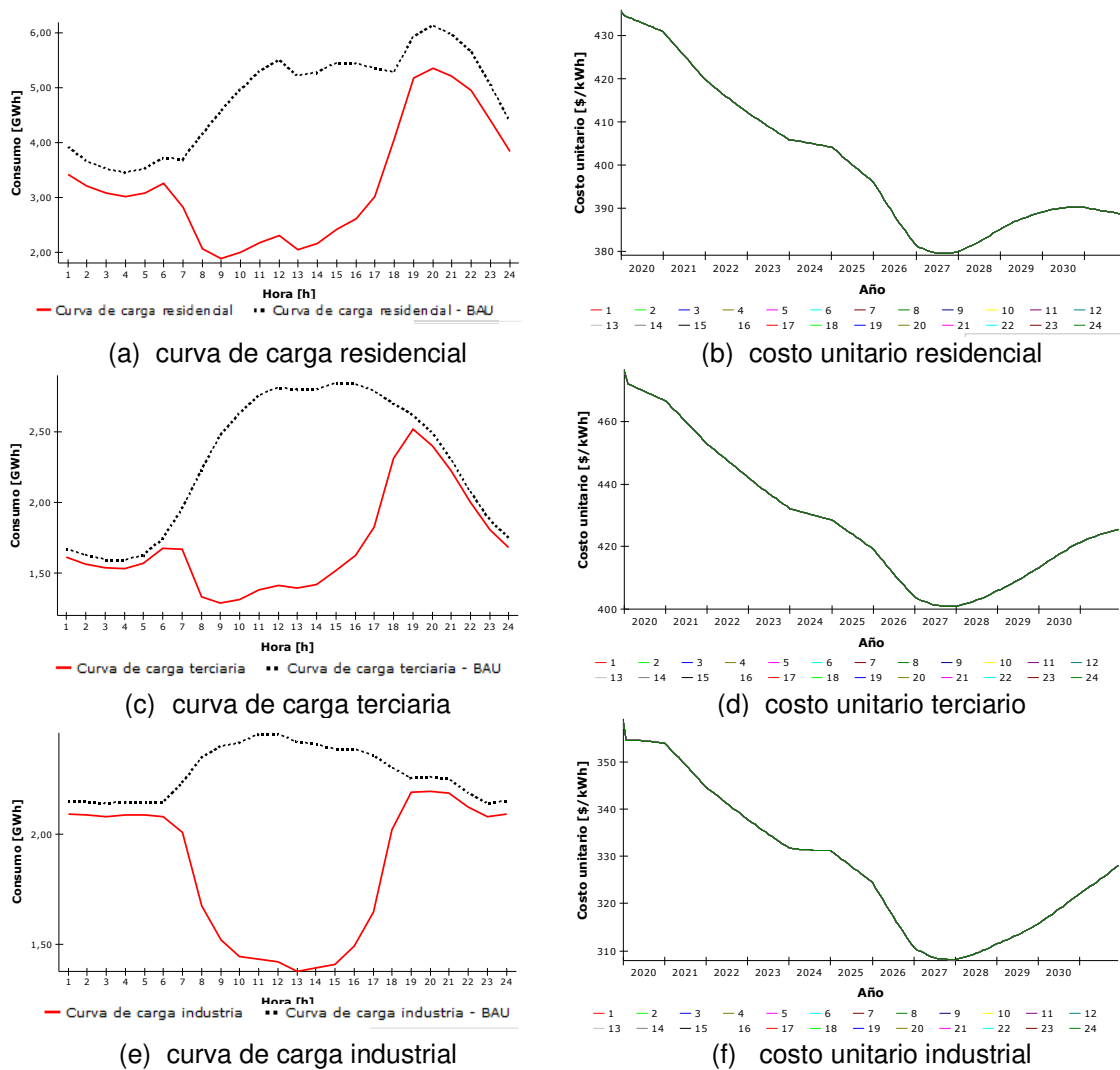 Consumo [GWh]
6,00
5,00
4,00
3,00
2,00
1 2 3 4 5 6 7 8 9 10 11 12 13 14 15 16 17 18 19 20 21 22 23 24
Hora [h]
Curva de carga residencial Curva de carga residencial - BAU
(a) curva de carga residencial
Costo unitario [$/kWh]
430
420
410
400
390
380
2020 2021 2022 2023 2024 2025 2026 2027 2028 2029 2030
Año
1 2 3 4 5 6 7 8 9 10 11 12
13 14 15 16 17 18 19 20 21 22 23 24
(b) costo unitario residencial
Consumo [GWh]
2,50
2,00
1,50
1 2 3 4 5 6 7 8 9 10 11 12 13 14 15 16 17 18 19 20 21 22 23 24
Hora [h]
Curva de carga terciaria Curva de carga terciaria - BAU
(c) curva de carga terciaria
Costo unitario [$/kWh]
460
440
420
400
2020 2021 2022 2023 2024 2025 2026 2027 2028 2029 2030
Año
1 2 3 4 5 6 7 8 9 10 11 12
13 14 15 16 17 18 19 20 21 22 23 24
(d) costo unitario terciario
Consumo [GWh]
2,00
1,50
1 2 3 4 5 6 7 8 9 10 11 12 13 14 15 16 17 18 19 20 21 22 23 24
Hora [h]
Curva de carga industria Curva de carga industria - BAU
(e) curva de carga industrial
Costo unitario [$/kWh]
350
340
330
320
310
2020 2021 2022 2023 2024 2025 2026 2027 2028 2029 2030
Año
1 2 3 4 5 6 7 8 9 10 11 12
13 14 15 16 17 18 19 20 21 22 23 24
(f) costo unitario industrial